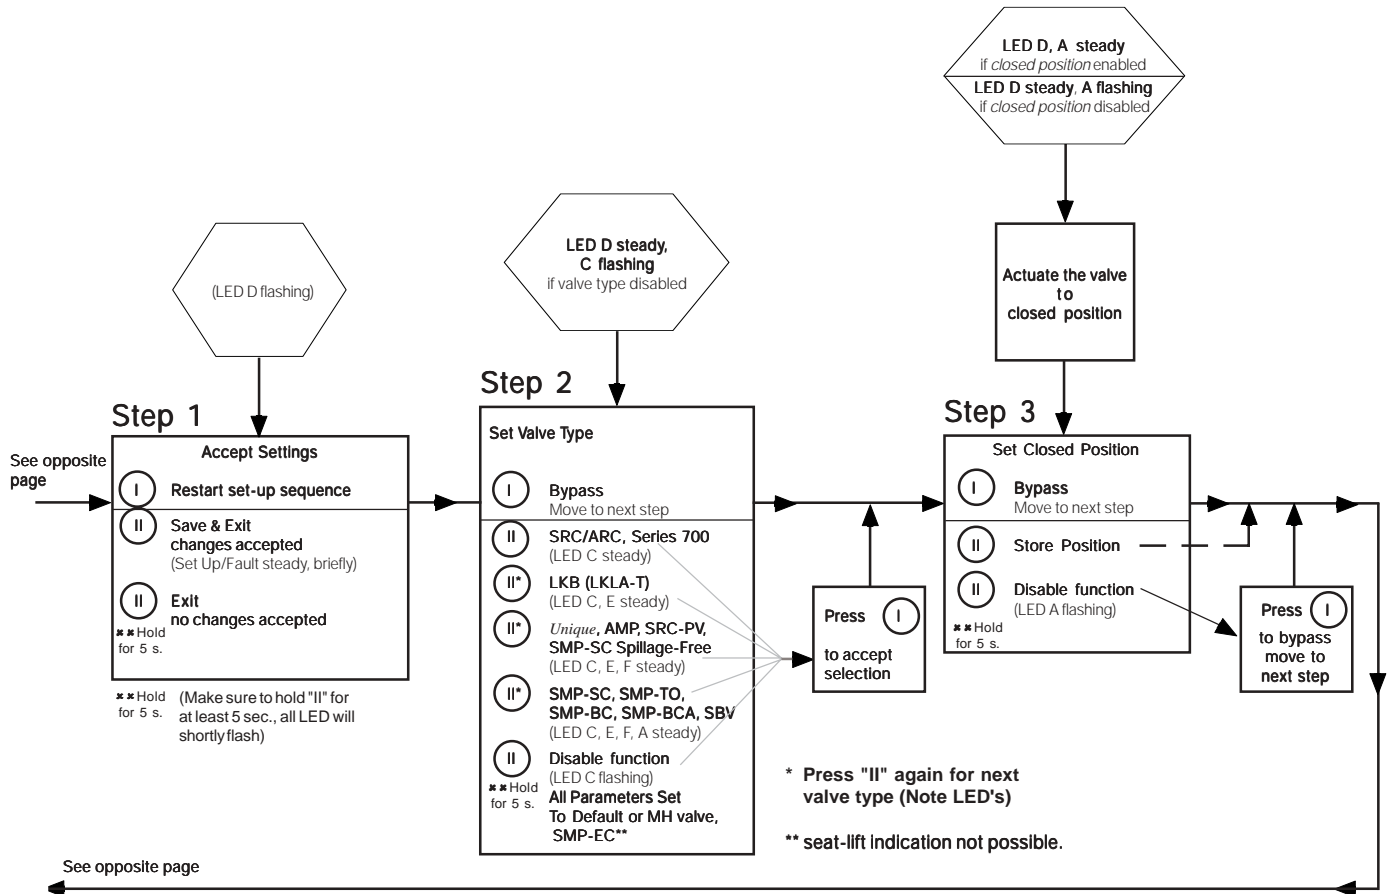 LED D, A steady
if closed position enabled
LED D steady, A flashing
if closed position disabled
Actuate the valve
to
closed position
LED D steady,
C flashing
if valve type disabled
(LED D flashing)
Step 1
See opposite
page
Accept Settings
I Restart set-up sequence
II Save & Exit
changes accepted
(Set Up/Fault steady, briefly)
II Exit
no changes accepted
**Hold
for 5 s.
**Hold
for 5 s.
(Make sure to hold "II" for
at least 5 sec., all LED will
shortly flash)
Step 2
Set Valve Type
I Bypass
Move to next step
II SRC/ARC, Series 700
(LED C steady)
II* LKB (LKLA-T)
(LED C, E steady)
II* Unique, AMP, SRC-PV,
SMP-SC Spillage-Free
(LED C, E, F steady)
II* SMP-SC, SMP-TO,
SMP-BC, SMP-BCA, SBV
(LED C, E, F, A steady)
II Disable function
(LED C flashing)
**Hold
for 5 s.
All Parameters Set
To Default or MH valve,
SMP-EC**
Press I
to accept
selection
Step 3
Set Closed Position
I Bypass
Move to next step
II Store Position
II Disable function
(LED A flashing)
**Hold
for 5 s.
Press I
to bypass
move to
next step
* Press "II" again for next
valve type (Note LED's)
** seat-lift indication not possible.
See opposite page